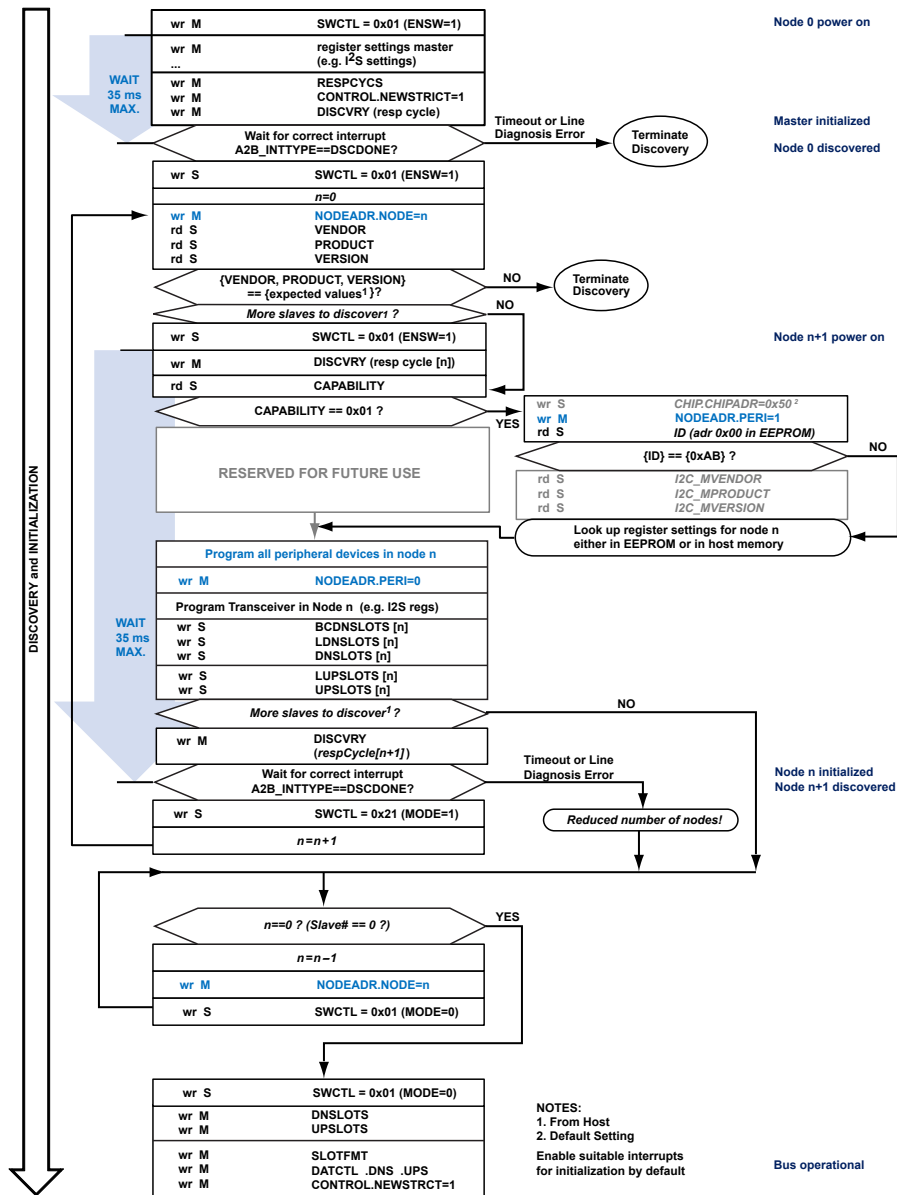 wr M SWCTL = 0x01 (ENSW=1)
Node 0 power on
wr M register settings master
... (e.g. I2S settings)
WAIT
35 ms
MAX.
wr M RESPCYCS
wr M CONTROL.NEWSTRICT=1
wr M DISCVRY (resp cycle)
Master initialized
Wait for correct interrupt
A2B_INTTYPE==DSCDONE?
Timeout or Line
Diagnosis Error
Terminate
Discovery
Node 0 discovered
wr S SWCTL = 0x01 (ENSW=1)
n=0
wr M NODEADR.NODE=n
rd S VENDOR
rd S PRODUCT
rd S VERSION
{VENDOR, PRODUCT, VERSION}
== {expected values1 }?
NO
Terminate
Discovery
More slaves to discover1 ?
NO
wr S SWCTL = 0x01 (ENSW=1)
Node n+1 power on
wr M DISCVRY (resp cycle [n])
rd S CAPABILITY
CAPABILITY == 0x01 ?
YES
wr S CHIP.CHIPADR=0x50 2
wr M NODEADR.PERI=1
rd S ID (adr 0x00 in EEPROM)
{ID} == {0xAB} ?
NO
rd S I2C_MVENDOR
rd S I2C_MPRODUCT
rd S I2C_MVERSION
Look up register settings for node n
either in EEPROM or in host memory
RESERVED FOR FUTURE USE
DISCOVERY and INITIALIZATION
Program all peripheral devices in node n
wr M NODEADR.PERI=0
Program Transceiver in Node n (e.g. I2S regs)
WAIT
35 ms
MAX.
wr S BCDNSLOTS [n]
wr S LDNSLOTS [n]
wr S DNSLOTS [n]
wr S LUPSLOTS [n]
wr S UPSLOTS [n]
More slaves to discover1 ?
NO
wr M DISCVRY
(respCycle[n+1] )
Wait for correct interrupt
A2B_INTTYPE==DSCDONE?
Timeout or Line
Diagnosis Error
Node n initialized
Node n+1 discovered
wr S SWCTL = 0x21 (MODE=1)
Reduced number of nodes!
n=n+1
n==0 ? (Slave# == 0 ?)
YES
n=n−1
wr M NODEADR.NODE=n
wr S SWCTL = 0x01 (MODE=0)
wr S SWCTL = 0x01 (MODE=0)
wr M DNSLOTS
wr M UPSLOTS
wr M SLOTFMT
wr M DATCTL .DNS .UPS
wr M CONTROL.NEWSTRCT=1
NOTES:
1. From Host
2. Default Setting
Enable suitable interrupts
for initialization by default
Bus operational